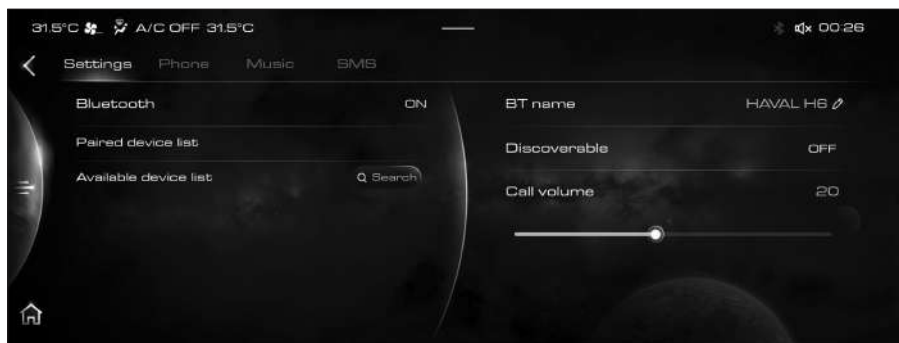 31.5°C A/C OFF 31.5°C 00:26
Settings Phone Music SMS
Bluetooth ON
Paired device list
Available device list Search
BT name HAVAL H6
Discoverable OFF
Call volume 20